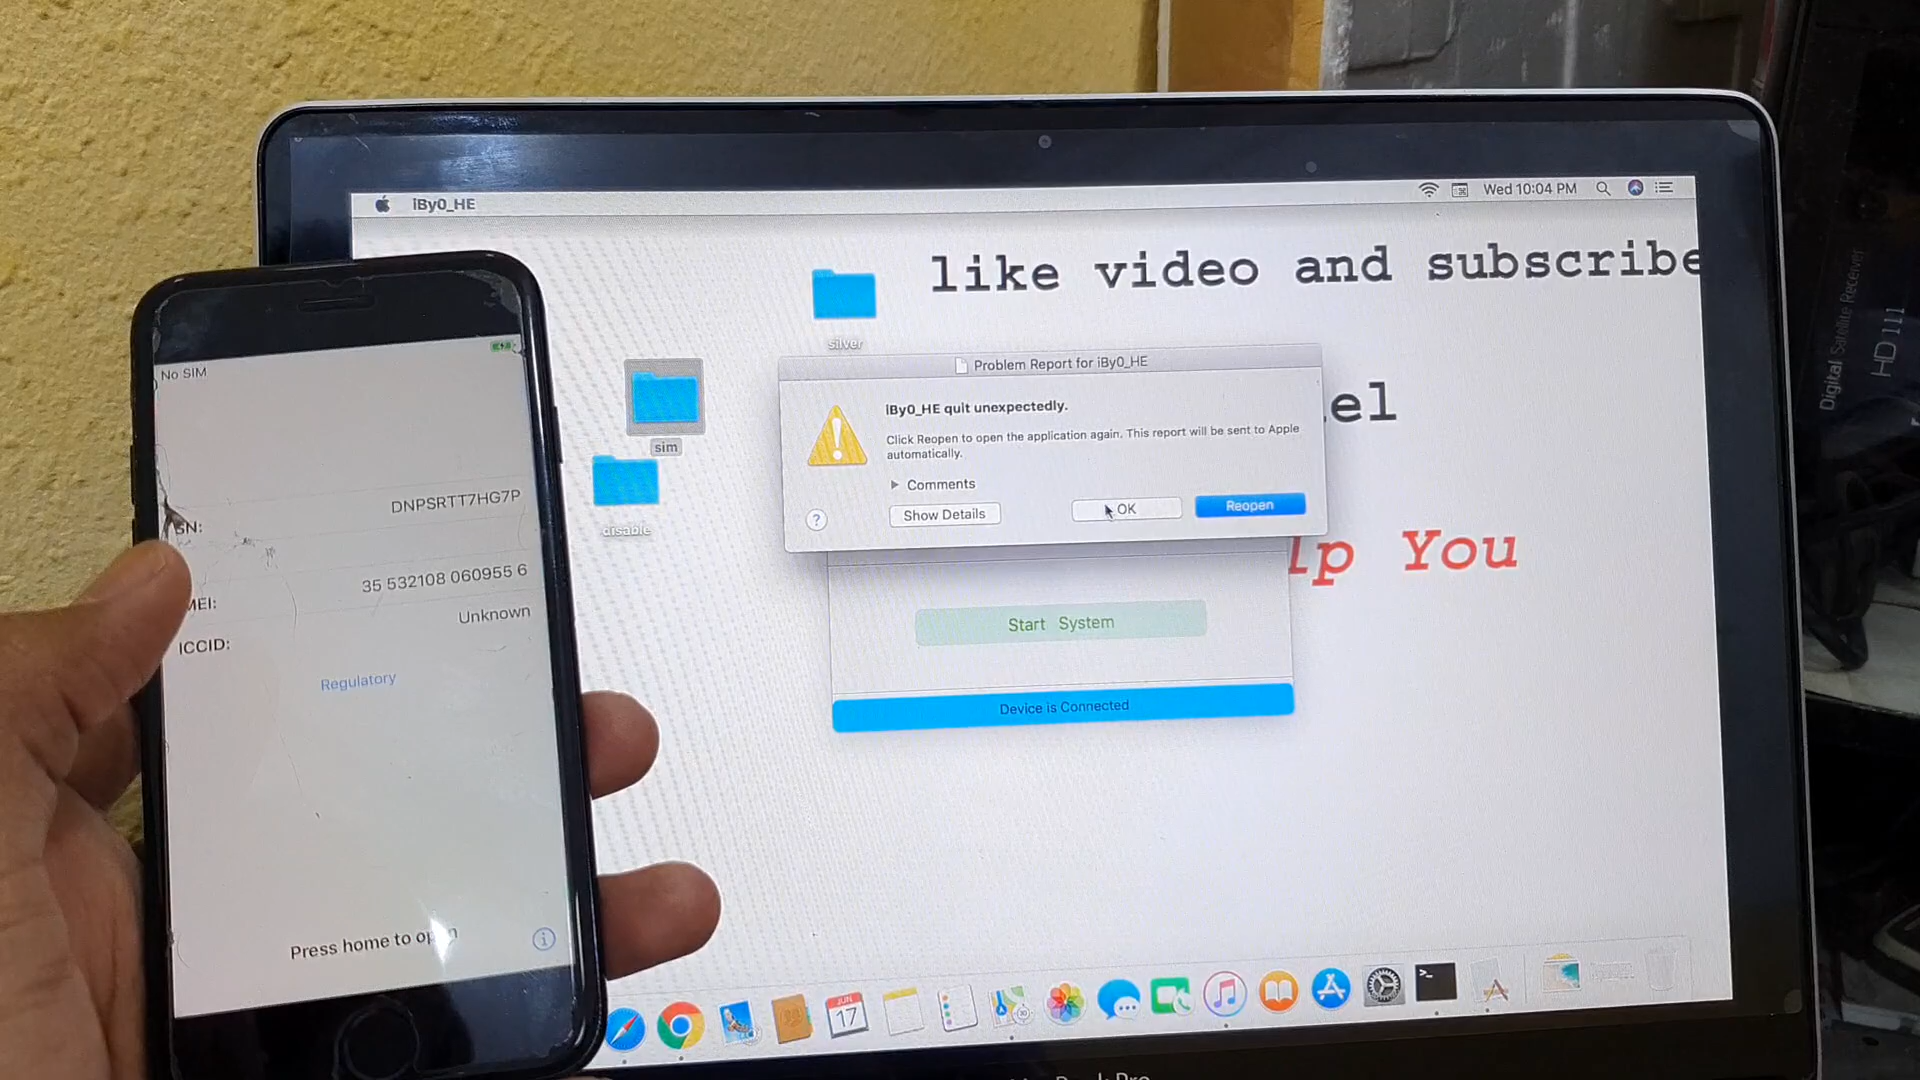 iBy0_HE
Wed 10:04 PM
like video and subscribe
silver
sim
disable
Problem Report for iBy0_HE
iBy0_HE quit unexpectedly.
Click Reopen to open the application again. This report will be sent to Apple
automatically.
Comments
?
Show Details
OK
Reopen
Start System
Device is Connected
You
No SIM
DNPSRTT7HG7P
SN:
35 532108 060955 6
MEI:
Unknown
ICCID:
Regulatory
Press home to open
JUN
17
Digital Satellite Receiver
HD 111